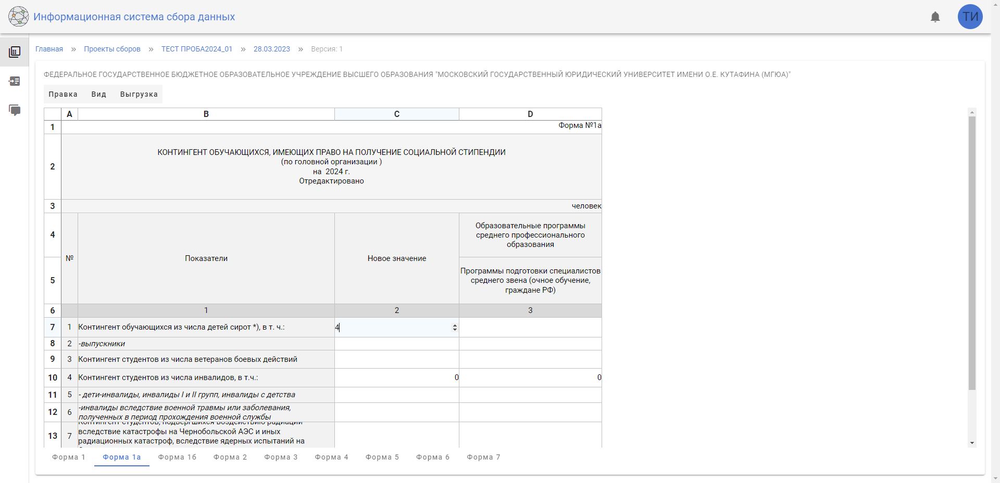 Информационная система сбора данных
ТИ
Главная » Проекты сборов » ТЕСТ ПРОБА2024_01 » 28.03.2023 » Версия: 1
ФЕДЕРАЛЬНОЕ ГОСУДАРСТВЕННОЕ БЮДЖЕТНОЕ ОБРАЗОВАТЕЛЬНОЕ УЧРЕЖДЕНИЕ ВЫСШЕГО ОБРАЗОВАНИЯ "МОСКОВСКИЙ ГОСУДАРСТВЕННЫЙ ЮРИДИЧЕСКИЙ УНИВЕРСИТЕТ ИМЕНИ О.Е. КУТАФИНА (МГЮА)"
Правка Вид Выгрузка
A B C D
1 Форма №1а
2
КОНТИНГЕНТ ОБУЧАЮЩИХСЯ, ИМЕЮЩИХ ПРАВО НА ПОЛУЧЕНИЕ СОЦИАЛЬНОЙ СТИПЕНДИИ
(по головной организации )
на 2024 г.
Отредактировано
3 человек
4
5
№
Показатели
Новое значение
Образовательные программы
среднего профессионального
образования
Программы подготовки специалистов
среднего звена (очное обучение,
граждане РФ)
6 1 2 3
7 1 Контингент обучающихся из числа детей сирот *), в т. ч.: 4
8 2 -выпускники
9 3 Контингент студентов из числа ветеранов боевых действий
10 4 Контингент студентов из числа инвалидов, в т.ч.: 0 0
11 5 - дети-инвалиды, инвалиды I и II групп, инвалиды с детства
12 6 -инвалиды вследствие военной травмы или заболевания,
полученных в период прохождения военной службы
13 7 Контингент студентов, подвергшихся воздействию радиации
вследствие катастрофы на Чернобольской АЭС и иных
радиационных катастроф, вследствие ядерных испытаний на
Форма 1 Форма 1а Форма 1б Форма 2 Форма 3 Форма 4 Форма 5 Форма 6 Форма 7